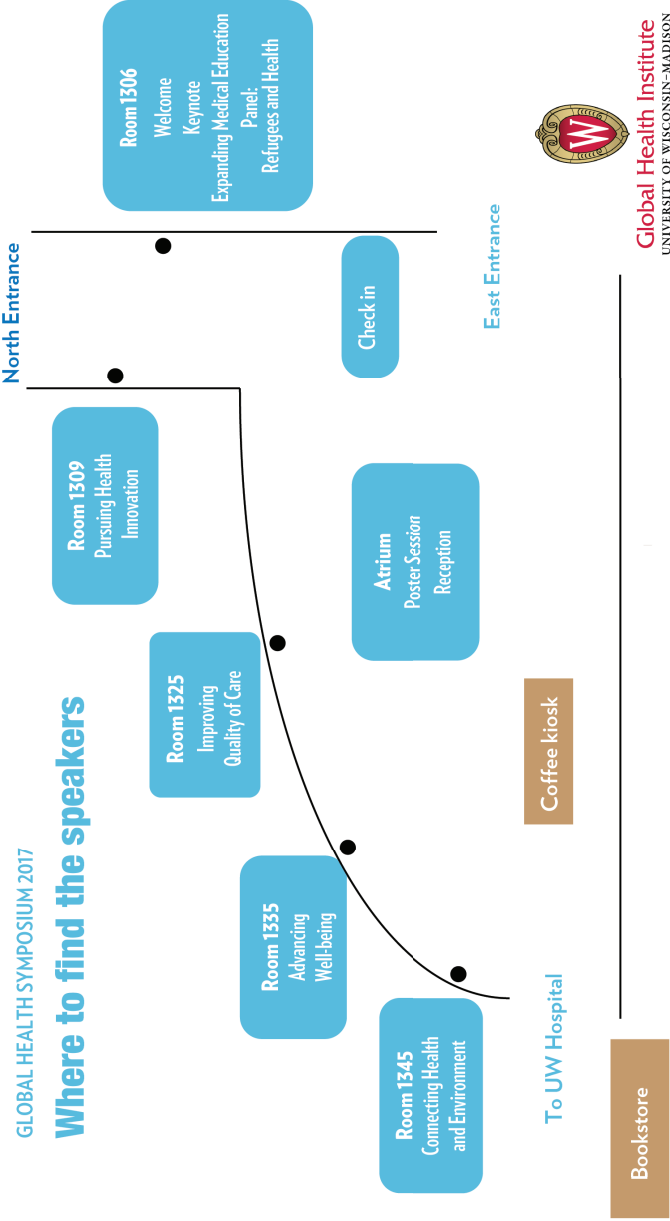 GLOBAL HEALTH SYMPOSIUM 2017
Where to find the speakers
North Entrance
Room 1309
Pursuing Health
Innovation
Room 1306
Welcome
Keynote
Expanding Medical Education
Panel:
Refugees and Health
Room 1325
Improving
Quality of Care
Room 1335
Advancing
Well-being
Check in
Room 1345
Connecting Health
and Environment
Atrium
Poster Session
Reception
East Entrance
Coffee kiosk
To UW Hospital
Bookstore
W
Global Health Institute
UNIVERSITY OF WISCONSIN–MADISON